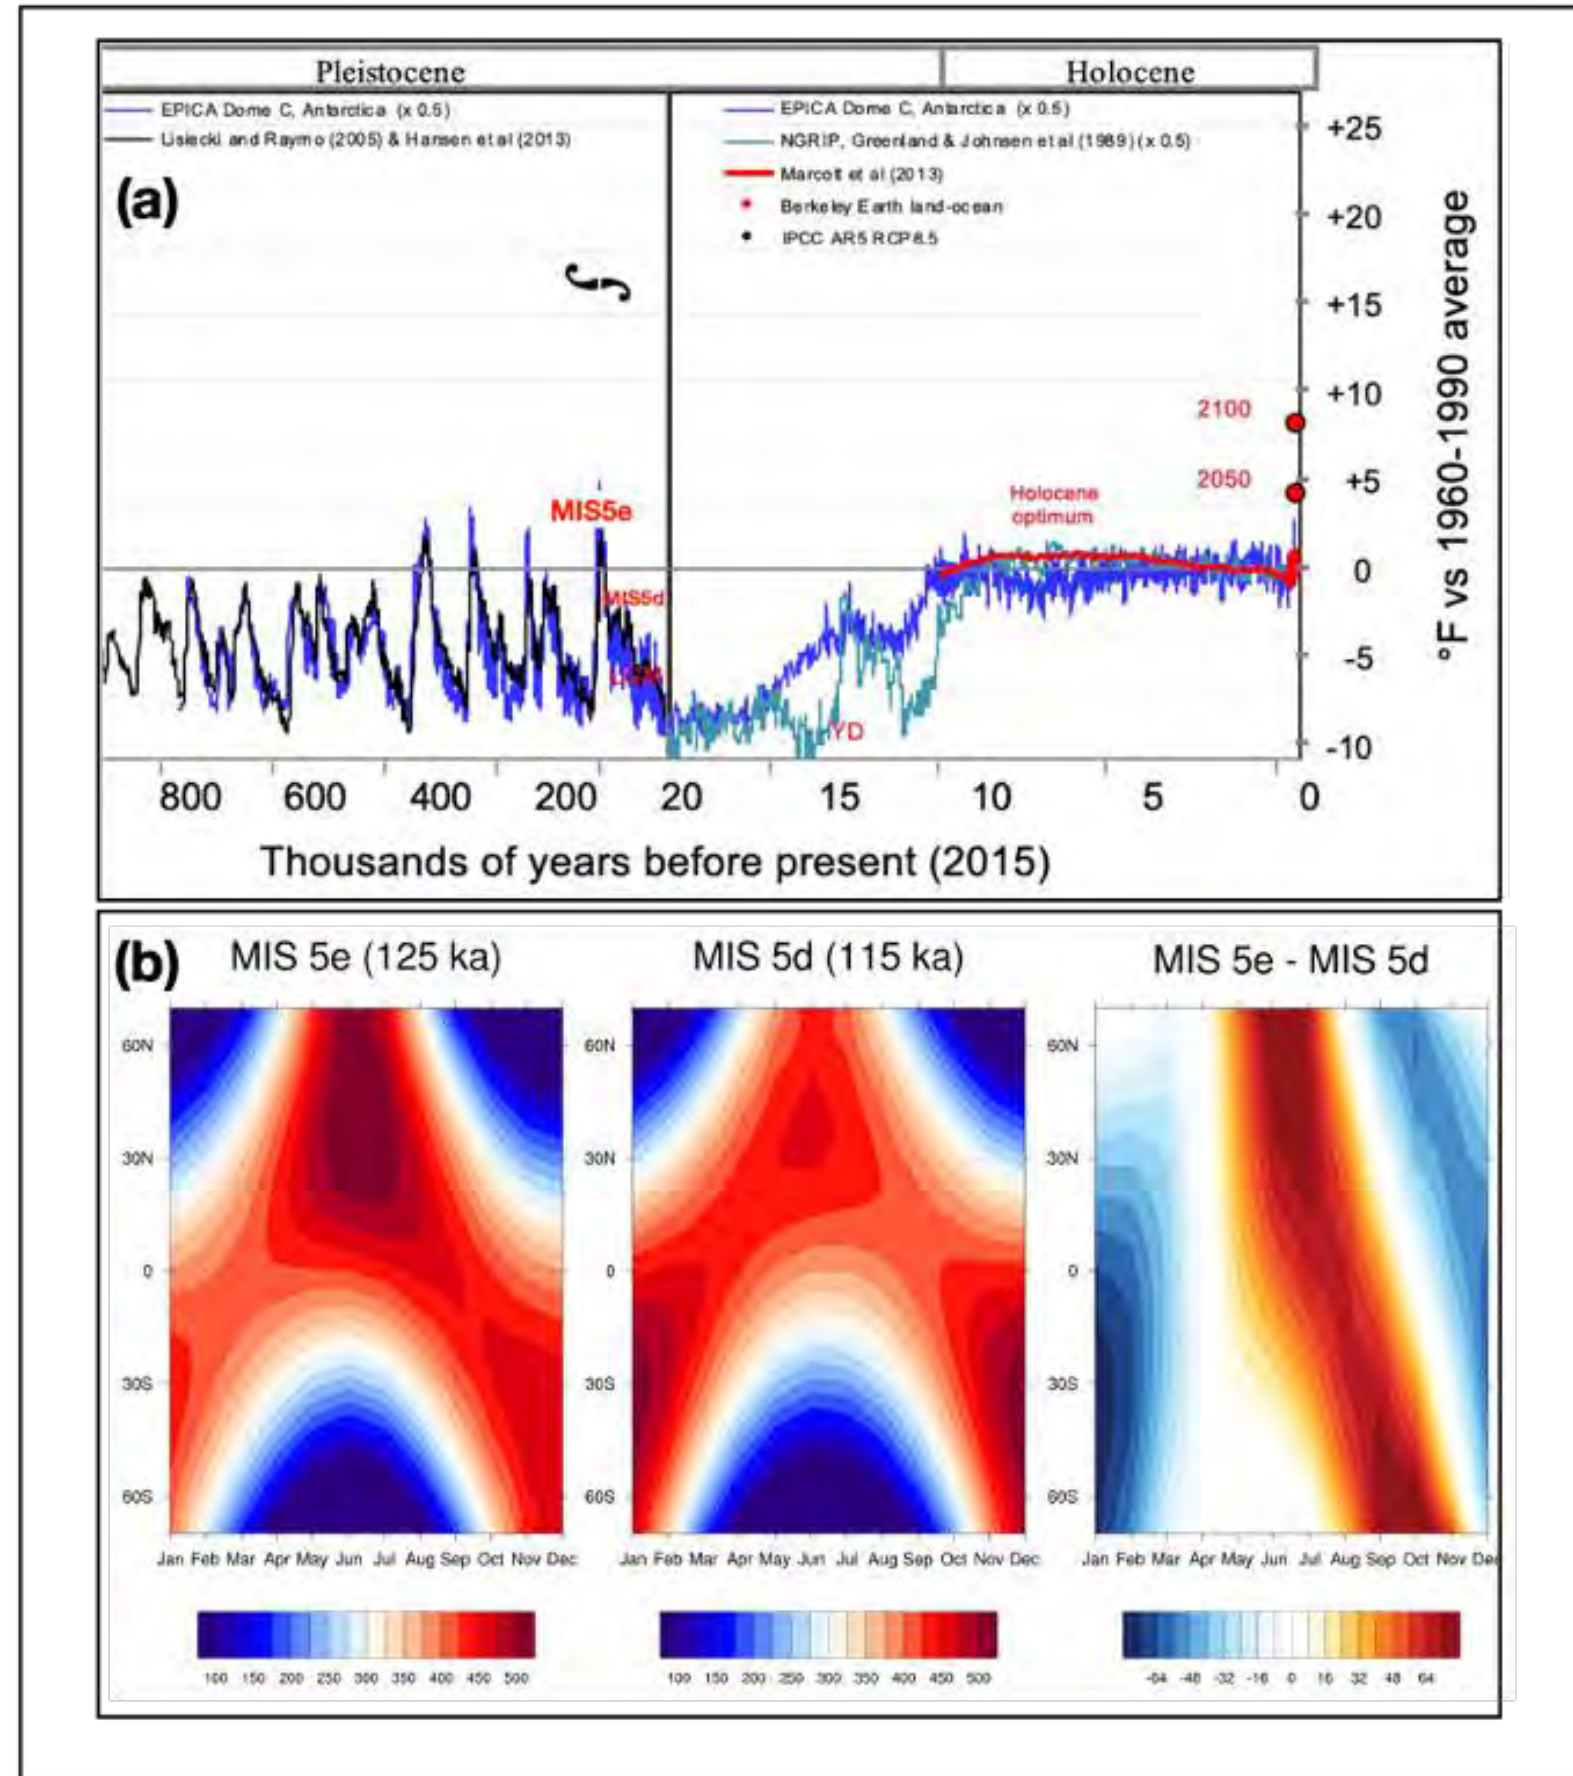 Pleistocene
Holocene
EPICA Dome C, Antarctica (x 0.5)
Lisiecki and Raymo (2005) & Hansen et al (2013)
EPICA Dome C, Antarctica (x 0.5)
NGRIP, Greenland & Johnsen et al (1989) (x 0.5)
Marcott et al (2013)
Berkeley Earth land-ocean
IPCC AR5 RCP8.5
(a)
+25
+20
+15
+10
+5
0
-5
-10
°F vs 1960-1990 average
2100
2050
Holocene
optimum
MIS5e
MIS5d
LGM
YD
800 600 400 200 20 15 10 5 0
Thousands of years before present (2015)
(b)
MIS 5e (125 ka)
MIS 5d (115 ka)
MIS 5e - MIS 5d
60N
30N
0
30S
60S
Jan Feb Mar Apr May Jun Jul Aug Sep Oct Nov Dec
100 150 200 250 300 350 400 450 500
60N
30N
0
30S
60S
Jan Feb Mar Apr May Jun Jul Aug Sep Oct Nov Dec
100 150 200 250 300 350 400 450 500
60N
30N
0
30S
60S
Jan Feb Mar Apr May Jun Jul Aug Sep Oct Nov Dec
-64 -48 -32 -16 0 16 32 48 64